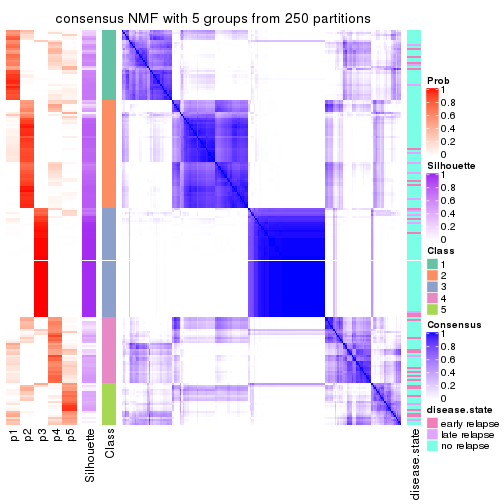 consensus NMF with 5 groups from 250 partitions
Prob
1
0.8
0.6
0.4
0.2
0
Silhouette
1
0.8
0.6
0.4
0.2
0
Class
1
2
3
4
5
Consensus
1
0.8
0.6
0.4
0.2
0
disease.state
early relapse
late relapse
no relapse
p1
p2
p3
p4
p5
Silhouette
Class
disease.state